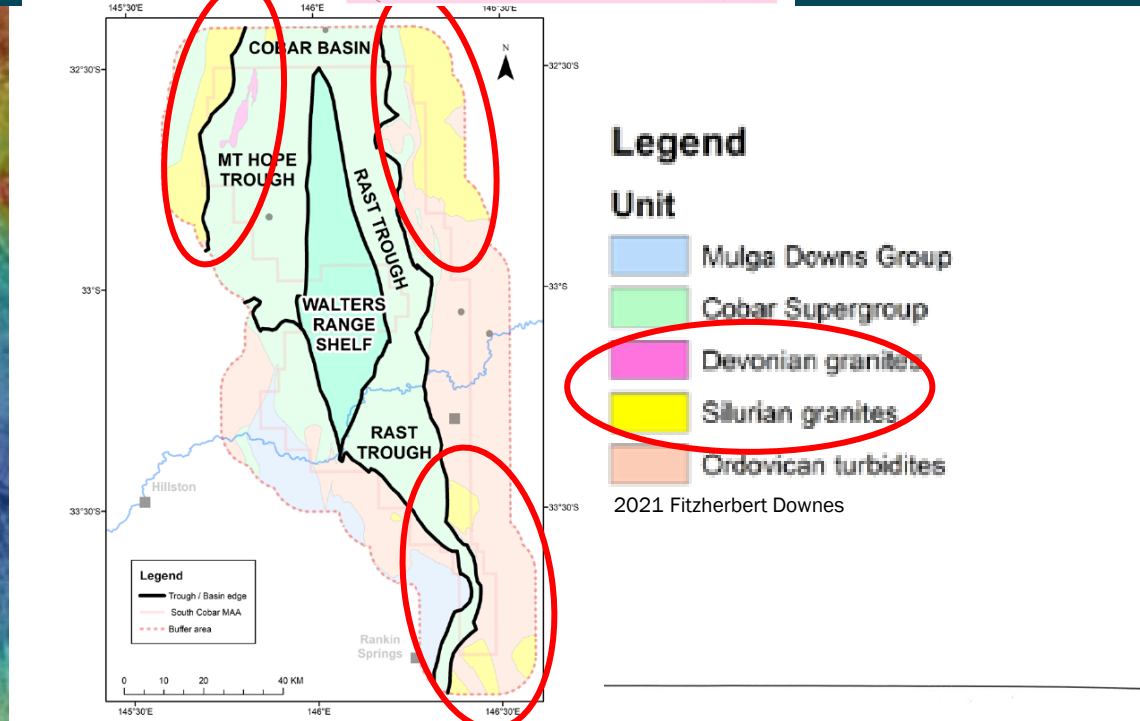 145°30'E
146°E
146°30'E
32°30'S
32°30'S
N
COBAR BASIN
MT HOPE
TROUGH
RAST TROUGH
33°S
33°S
WALTERS
RANGE
SHELF
RAST
TROUGH
Hillston
33°30'S
33°30'S
Legend
Trough / Basin edge
South Cobar MAA
Buffer area
Rankin
Springs
0 10 20 40 KM
145°30'E
146°E
146°30'E
Legend
Unit
Mulga Downs Group
Cobar Supergroup
Devonian granites
Silurian granites
Ordovican turbidites
2021 Fitzherbert Downes